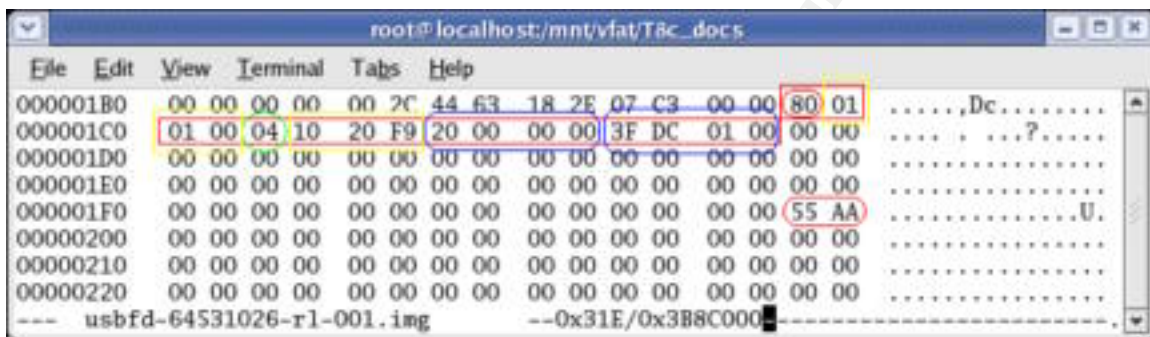 root@localhost:/mnt/vfat/T8c_docs
File Edit View Terminal Tabs Help
000001B0 00 00 00 00 00 2C 44 63 18 2E 07 C3 00 00 80 01 ......,Dc........
000001C0 01 00 04 10 20 F9 20 00 00 00 3F DC 01 00 00 00 .... . ...?.....
000001D0 00 00 00 00 00 00 00 00 00 00 00 00 00 00 00 00 ................
000001E0 00 00 00 00 00 00 00 00 00 00 00 00 00 00 00 00 ................
000001F0 00 00 00 00 00 00 00 00 00 00 00 00 00 00 55 AA ..............U.
00000200 00 00 00 00 00 00 00 00 00 00 00 00 00 00 00 00 ................
00000210 00 00 00 00 00 00 00 00 00 00 00 00 00 00 00 00 ................
00000220 00 00 00 00 00 00 00 00 00 00 00 00 00 00 00 00 ................
--- usbfd-64531026-rl-001.img --0x31E/0x3B8C000-----------------------------